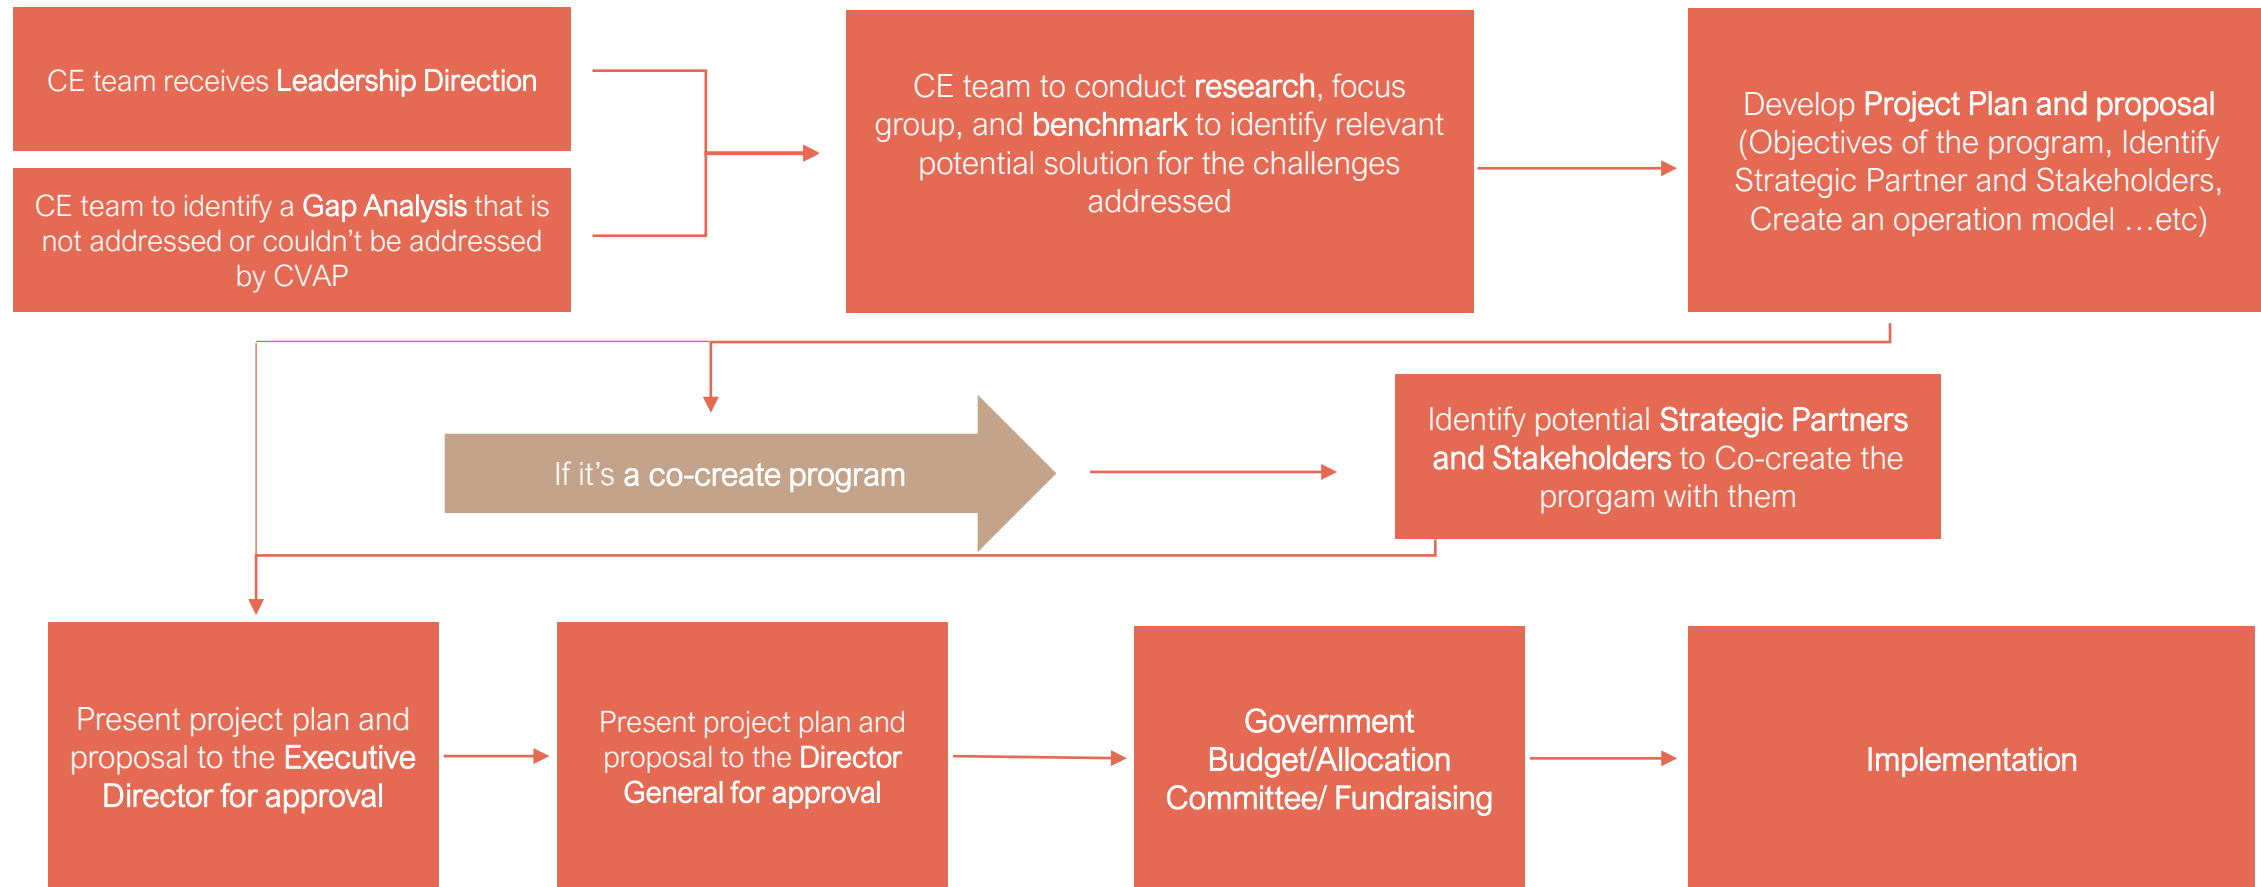 CE team receives Leadership Direction
CE team to identify a Gap Analysis that is
not addressed or couldn’t be addressed
by CVAP
CE team to conduct research, focus
group, and benchmark to identify relevant
potential solution for the challenges
addressed
Develop Project Plan and proposal
(Objectives of the program, Identify
Strategic Partner and Stakeholders,
Create an operation model …etc)
If it’s a co-create program
Identify potential Strategic Partners
and Stakeholders to Co-create the
prorgam with them
Present project plan and
proposal to the Executive
Director for approval
Present project plan and
proposal to the Director
General for approval
Government
Budget/Allocation
Committee/ Fundraising
Implementation